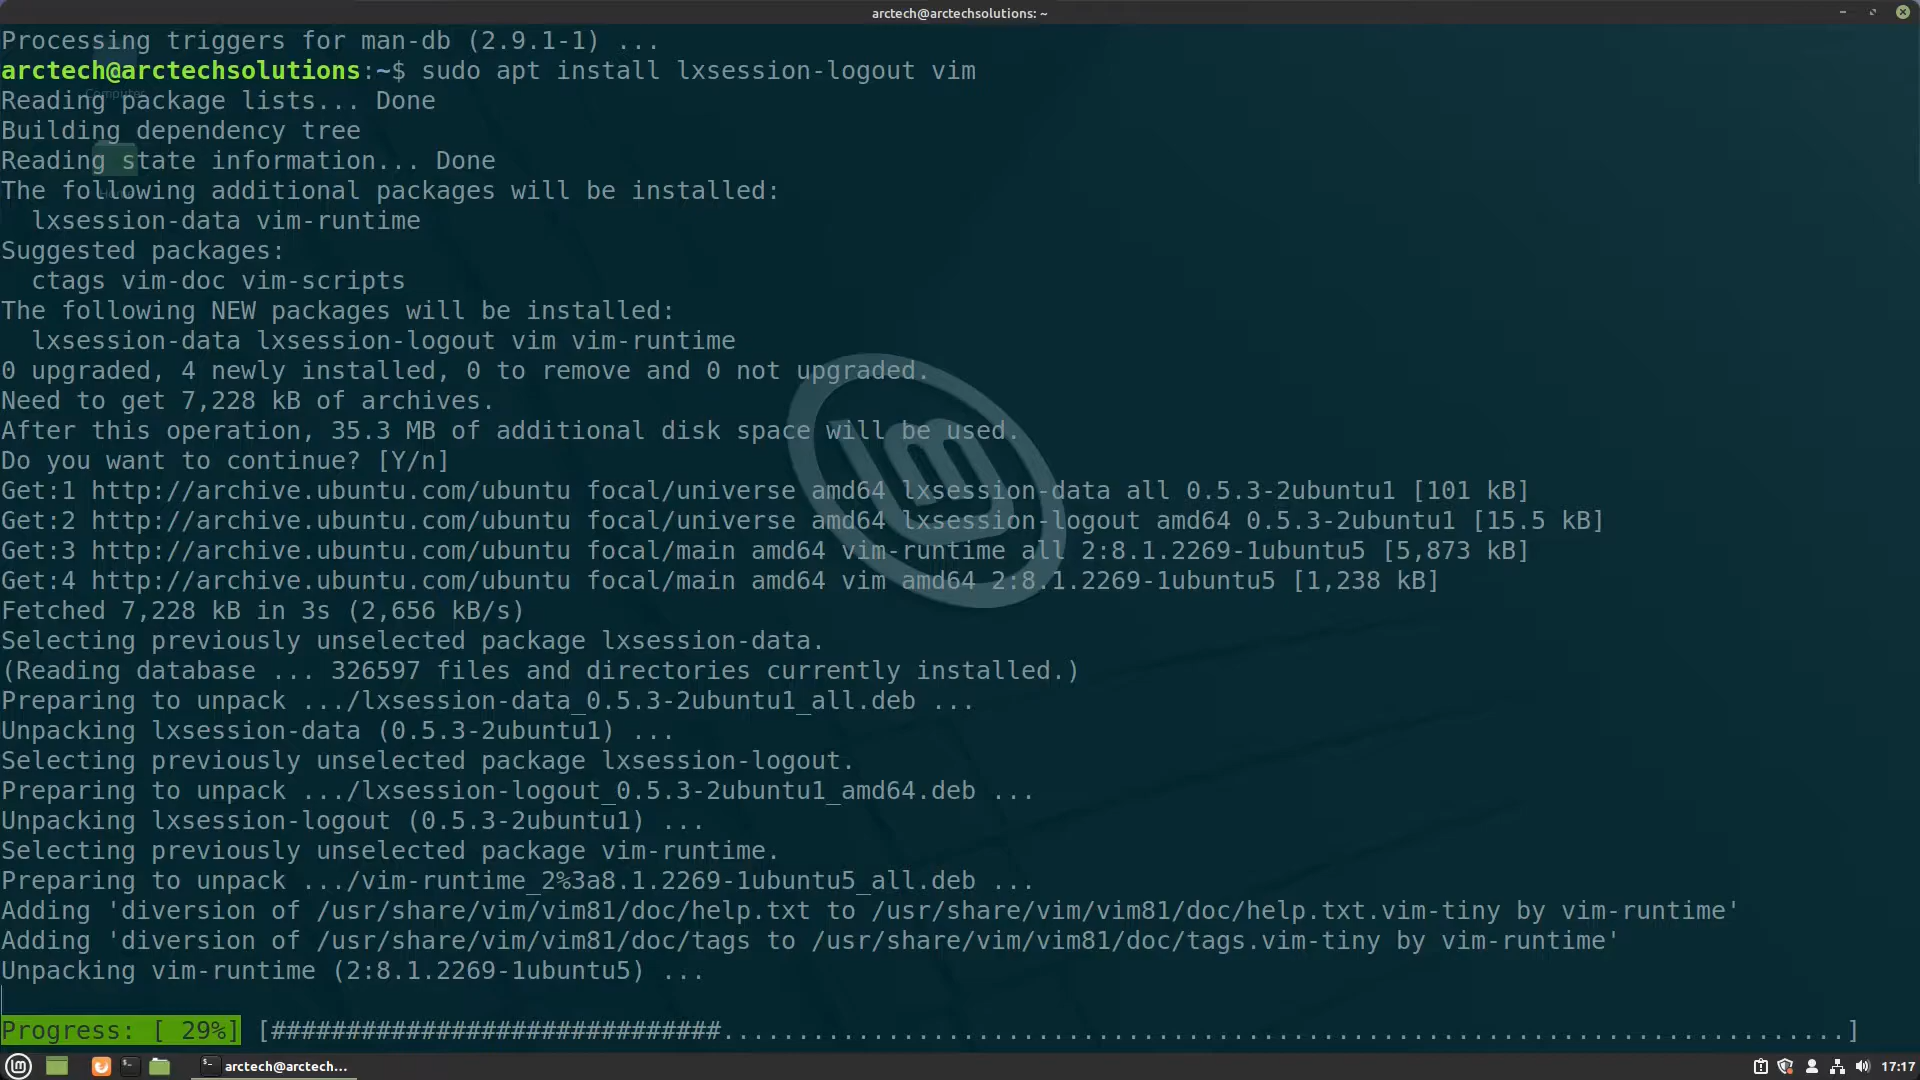 arctech@arctechsolutions: ~
Processing triggers for man-db (2.9.1-1) ...
arctech@arctechsolutions:~$ sudo apt install lxsession-logout vim
Computer
Reading package lists... Done
Building dependency tree
Reading state information... Done
The following additional packages will be installed:
Home
  lxsession-data vim-runtime
Suggested packages:
  ctags vim-doc vim-scripts
The following NEW packages will be installed:
  lxsession-data lxsession-logout vim vim-runtime
0 upgraded, 4 newly installed, 0 to remove and 0 not upgraded.
Need to get 7,228 kB of archives.
After this operation, 35.3 MB of additional disk space will be used.
Do you want to continue? [Y/n]
Get:1 http://archive.ubuntu.com/ubuntu focal/universe amd64 lxsession-data all 0.5.3-2ubuntu1 [101 kB]
Get:2 http://archive.ubuntu.com/ubuntu focal/universe amd64 lxsession-logout amd64 0.5.3-2ubuntu1 [15.5 kB]
Get:3 http://archive.ubuntu.com/ubuntu focal/main amd64 vim-runtime all 2:8.1.2269-1ubuntu5 [5,873 kB]
Get:4 http://archive.ubuntu.com/ubuntu focal/main amd64 vim amd64 2:8.1.2269-1ubuntu5 [1,238 kB]
Fetched 7,228 kB in 3s (2,656 kB/s)
Selecting previously unselected package lxsession-data.
(Reading database ... 326597 files and directories currently installed.)
Preparing to unpack .../lxsession-data_0.5.3-2ubuntu1_all.deb ...
Unpacking lxsession-data (0.5.3-2ubuntu1) ...
Selecting previously unselected package lxsession-logout.
Preparing to unpack .../lxsession-logout_0.5.3-2ubuntu1_amd64.deb ...
Unpacking lxsession-logout (0.5.3-2ubuntu1) ...
Selecting previously unselected package vim-runtime.
Preparing to unpack .../vim-runtime_2%3a8.1.2269-1ubuntu5_all.deb ...
Adding 'diversion of /usr/share/vim/vim81/doc/help.txt to /usr/share/vim/vim81/doc/help.txt.vim-tiny by vim-runtime'
Adding 'diversion of /usr/share/vim/vim81/doc/tags to /usr/share/vim/vim81/doc/tags.vim-tiny by vim-runtime'
Unpacking vim-runtime (2:8.1.2269-1ubuntu5) ...
Progress: [ 29%] [##############################...........................................................................]
arctech@arctech... 17:17